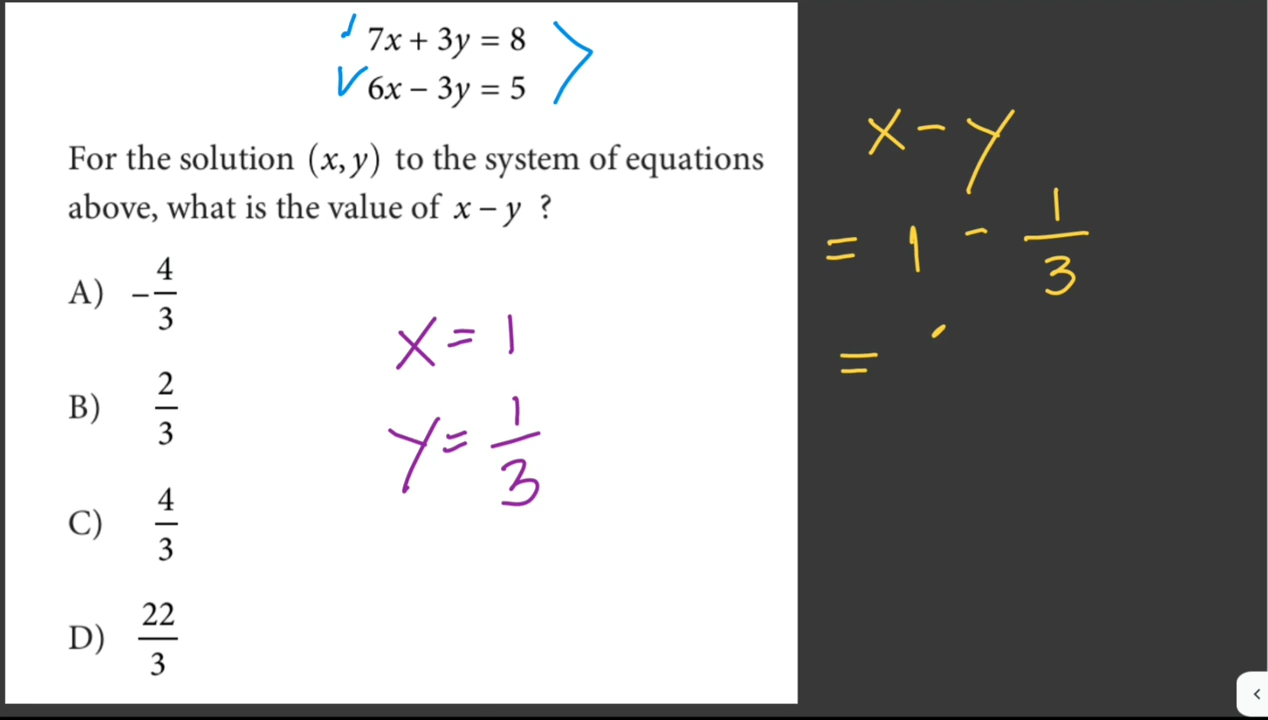 7x + 3y = 8
6x − 3y = 5
For the solution (x, y) to the system of equations
above, what is the value of x − y ?
A) −4/3
B) 2/3
C) 4/3
D) 22/3
x = 1
y = 1/3
x − y
= 1 − 1/3
=